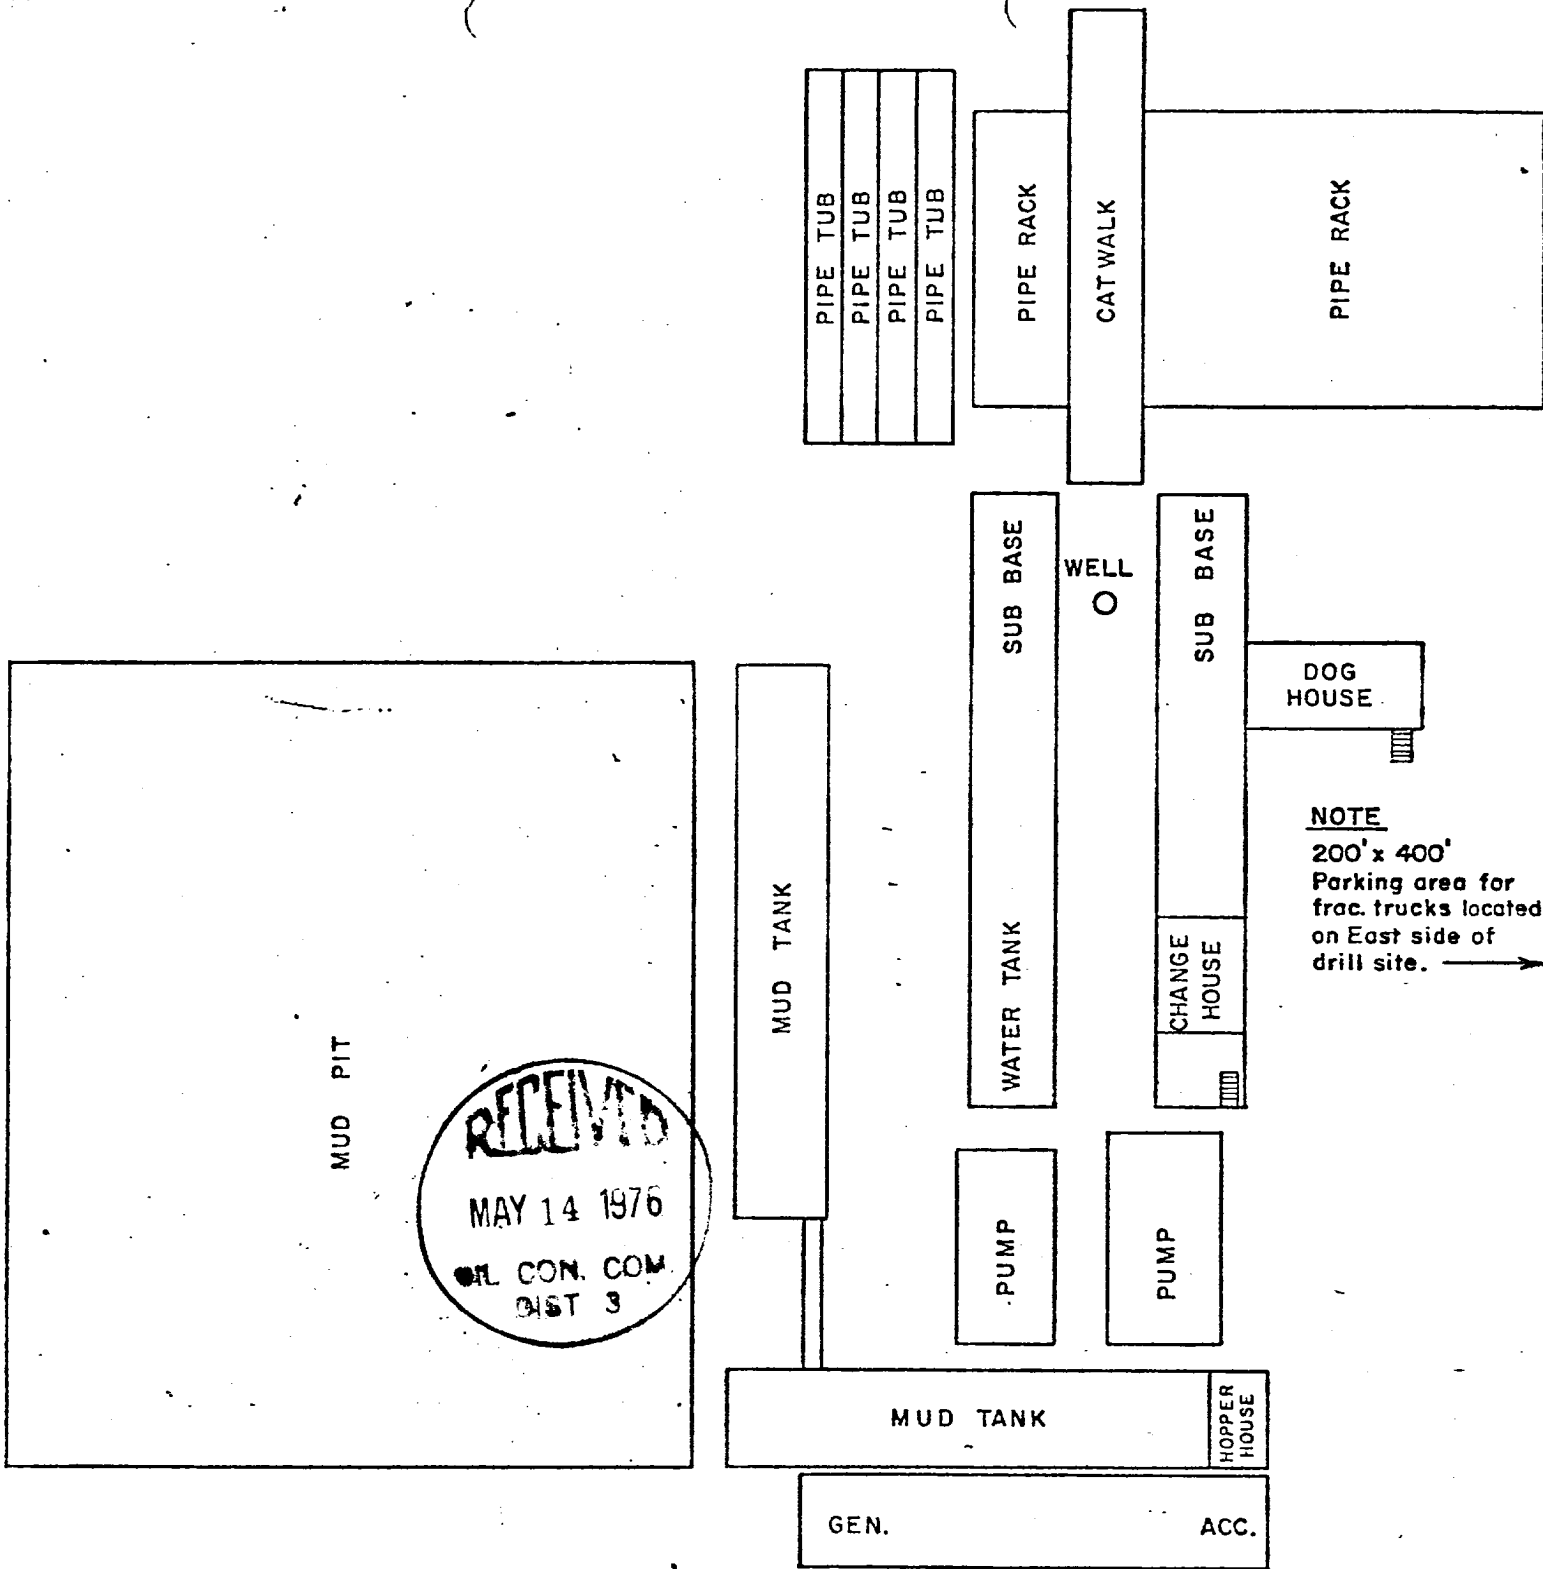 PIPE TUB
PIPE TUB
PIPE TUB
PIPE TUB
PIPE RACK
CATWALK
PIPE RACK
SUB BASE
WELL
SUB BASE
DOG
HOUSE
NOTE
200' x 400'
Parking area for
frac. trucks located
on East side of
drill site.
MUD TANK
WATER TANK
CHANGE
HOUSE
MUD PIT
RECEIVED
MAY 14 1976
OIL CON. COM.
DIST 3
PUMP
PUMP
MUD TANK
HOPPER
HOUSE
GEN.
ACC.